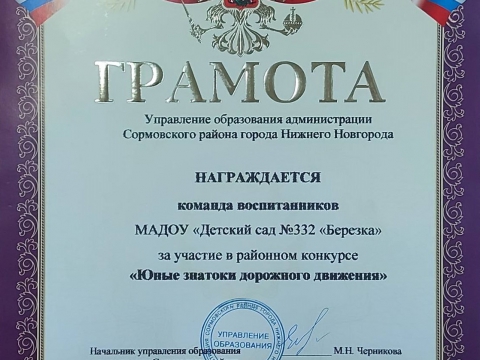 ГРАМОТА
Управление образования администрации
Сормовского района города Нижнего Новгорода
НАГРАЖДАЕТСЯ
команда воспитанников
МАДОУ «Детский сад №332 «Березка»
за участие в районном конкурсе
«Юные знатоки дорожного движения»
УПРАВЛЕНИЕ
ОБРАЗОВАНИЯ
Начальник управления образования
М.Н. Черникова